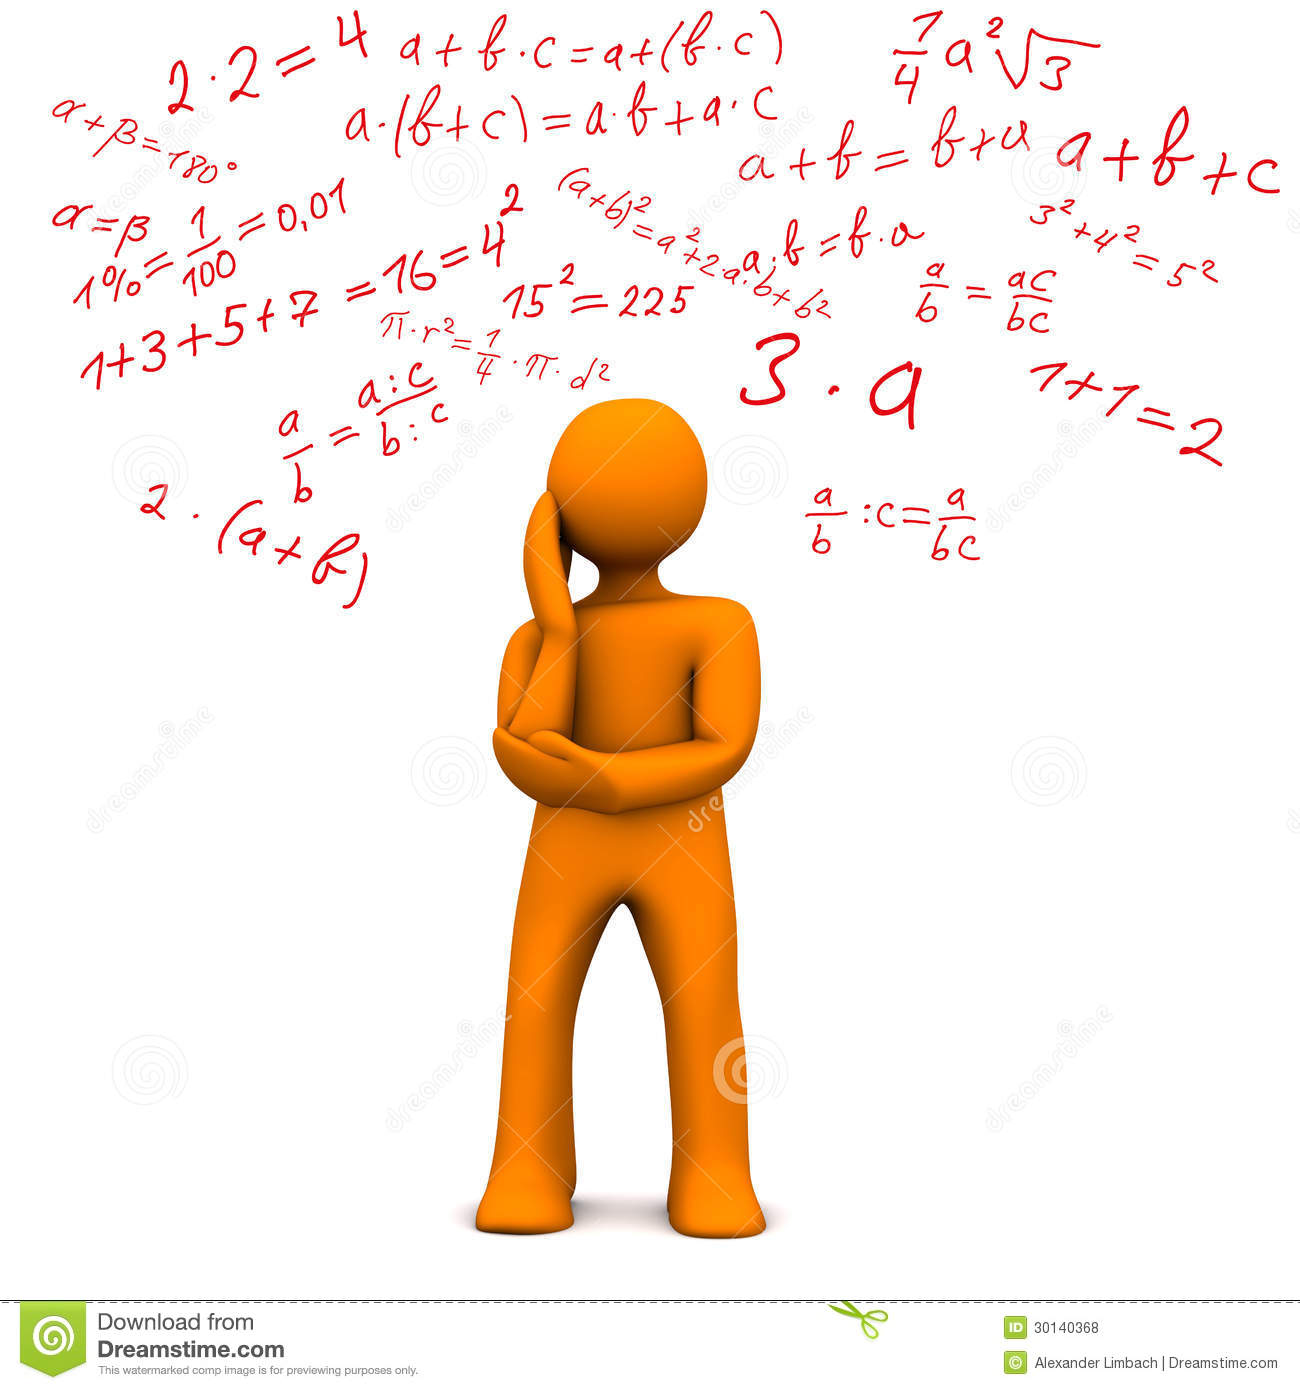 2·2=4
a+b·c=a+(b·c)
1/4 a²√3
α+β=180°
a·(b+c)=a·b+a·c
a+b=b+a
a+b+c
α=β
1%=1/100=0,01
(a+b)²=a²+2·a·b+b²
a·b=b·a
3²+4²=5²
1+3+5+7=16=4²
15²=225
a/b=ac/bc
π·r²=1/4·π·d²
3·a
1+1=2
a/b=a:c/b:c
2·(a+b)
a/b:c=a/bc
dreamstime
Download from
Dreamstime.com
This watermarked comp image is for previewing purposes only.
ID 30140368
© Alexander Limbach | Dreamstime.com